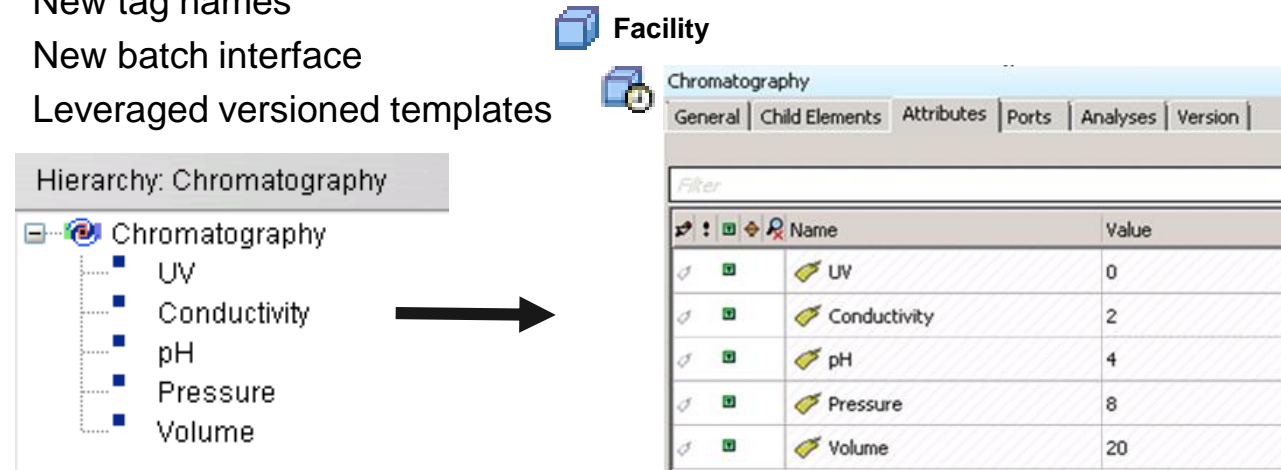 New tag names
New batch interface
Leveraged versioned templates
Hierarchy: Chromatography
Chromatography
UV
Conductivity
pH
Pressure
Volume
Facility
Chromatography
General Child Elements Attributes Ports Analyses Version
Filter
Name Value
UV 0
Conductivity 2
pH 4
Pressure 8
Volume 20